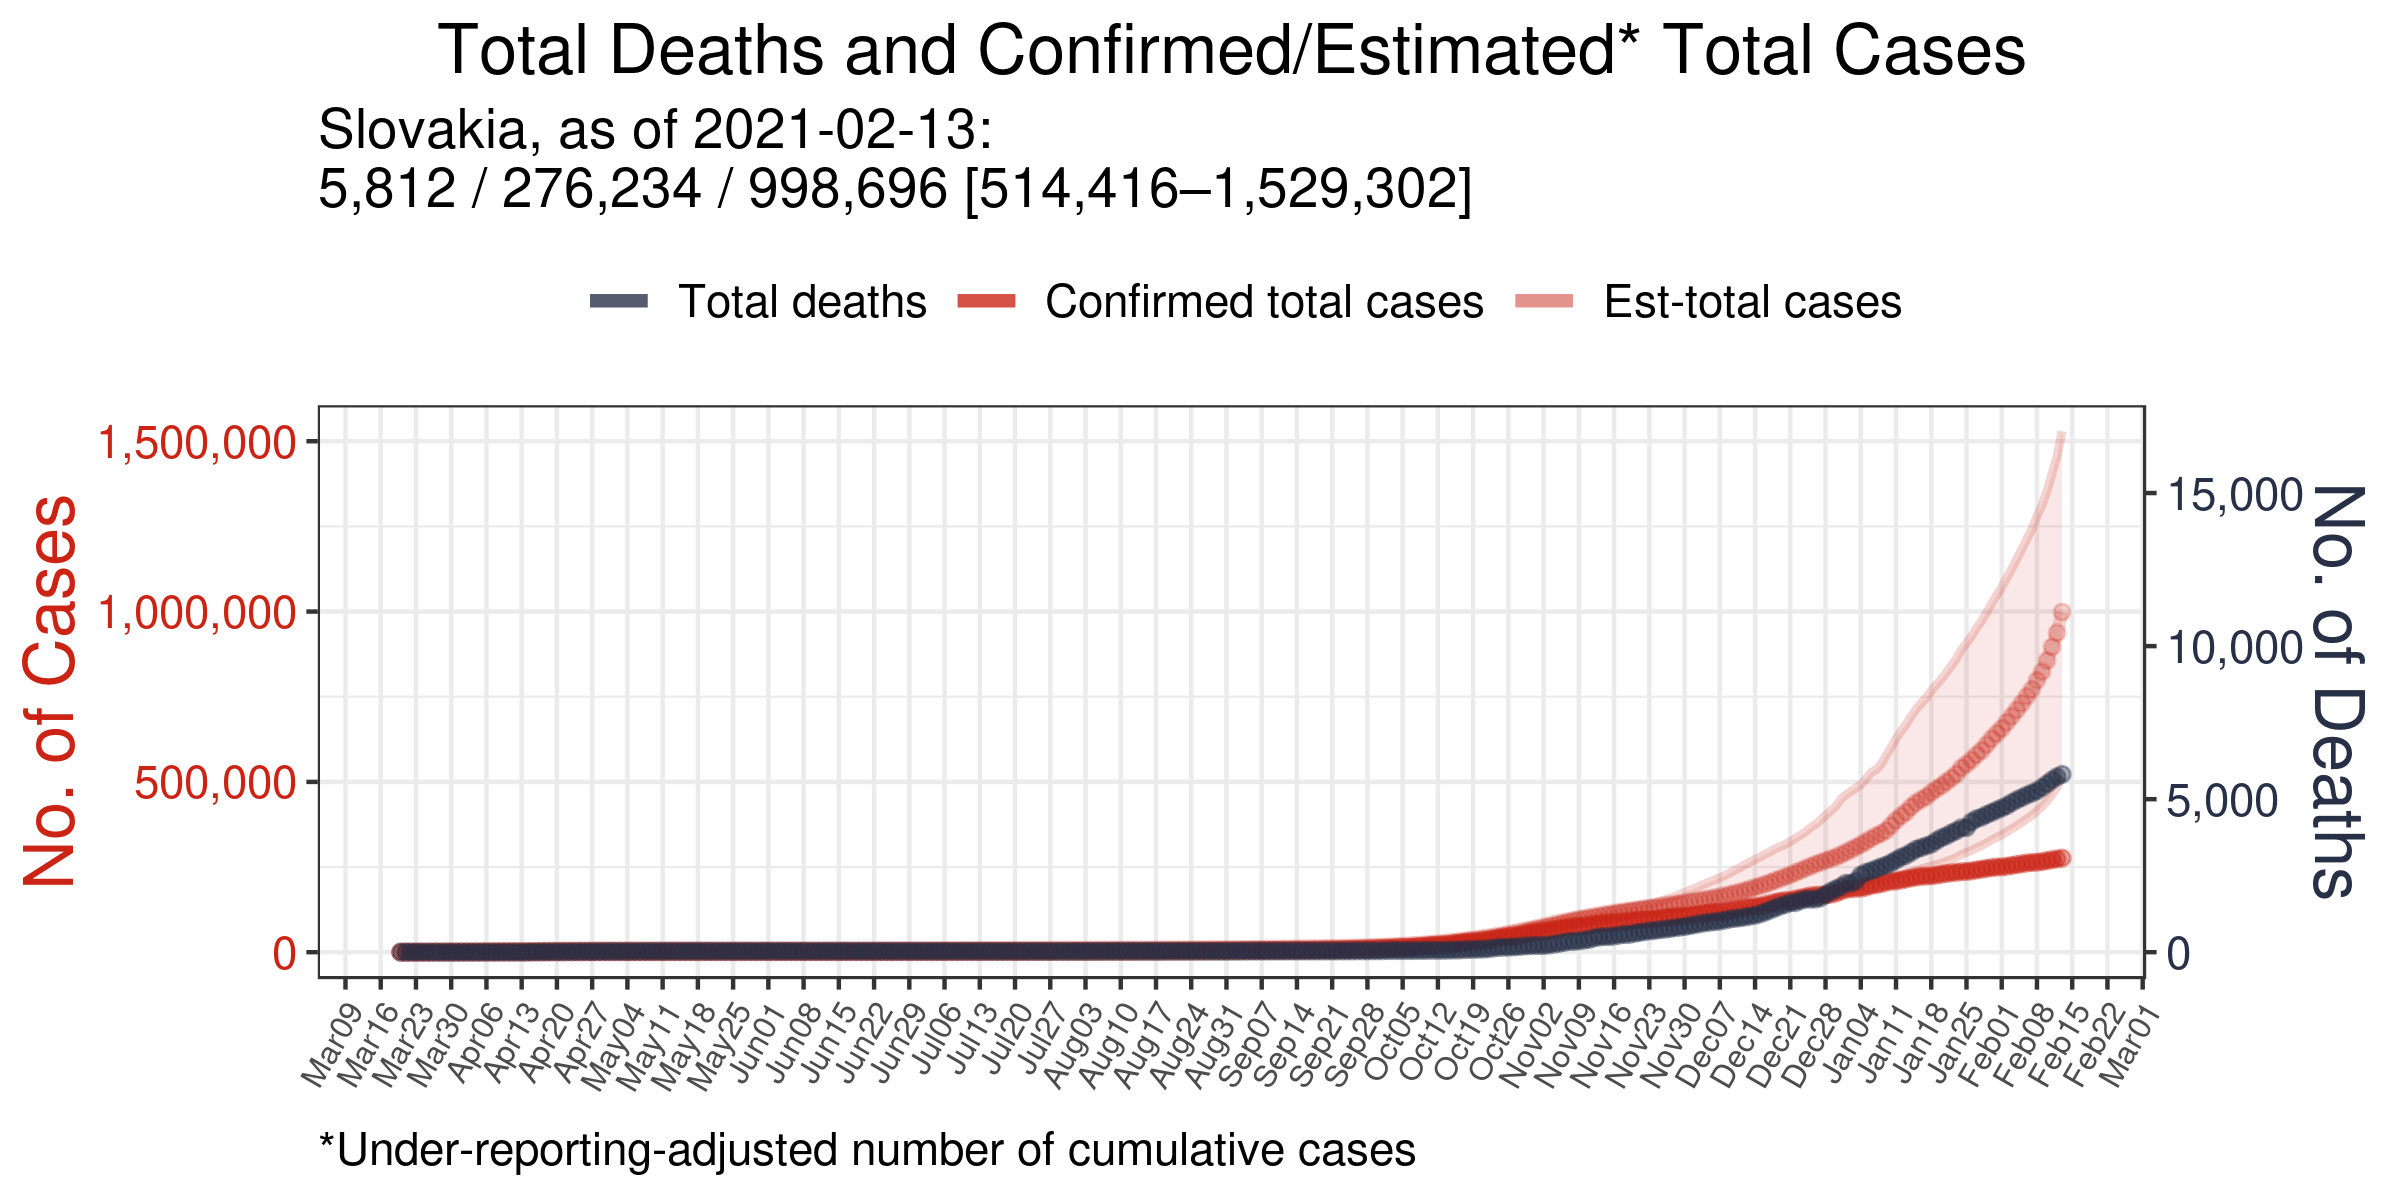 Total Deaths and Confirmed/Estimated* Total Cases
Slovakia, as of 2021-02-13:
5,812 / 276,234 / 998,696 [514,416–1,529,302]
Total deaths
Confirmed total cases
Est-total cases
No. of Cases
1,500,000
1,000,000
500,000
0
15,000
10,000
5,000
0
No. of Deaths
Mar09
Mar16
Mar23
Mar30
Apr06
Apr13
Apr20
Apr27
May04
May11
May18
May25
Jun01
Jun08
Jun15
Jun22
Jun29
Jul06
Jul13
Jul20
Jul27
Aug03
Aug10
Aug17
Aug24
Aug31
Sep07
Sep14
Sep21
Sep28
Oct05
Oct12
Oct19
Oct26
Nov02
Nov09
Nov16
Nov23
Nov30
Dec07
Dec14
Dec21
Dec28
Jan04
Jan11
Jan18
Jan25
Feb01
Feb08
Feb15
Feb22
Mar01
*Under-reporting-adjusted number of cumulative cases